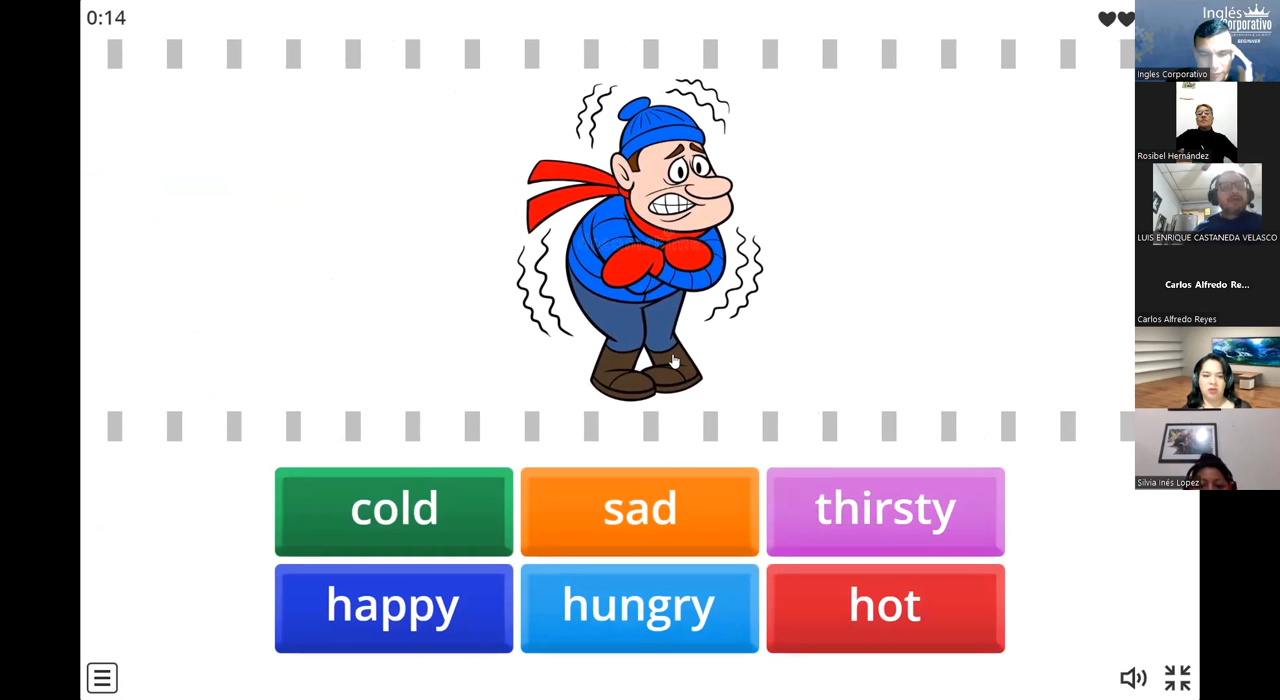 0:14
Inglés
Corporativo
BEGINNER
Ingles Corporativo
Rosibel Hernández
LUIS ENRIQUE CASTANEDA VELASCO
Carlos Alfredo Re...
Carlos Alfredo Reyes
Silvia Inés Lopez
cold
sad
thirsty
happy
hungry
hot